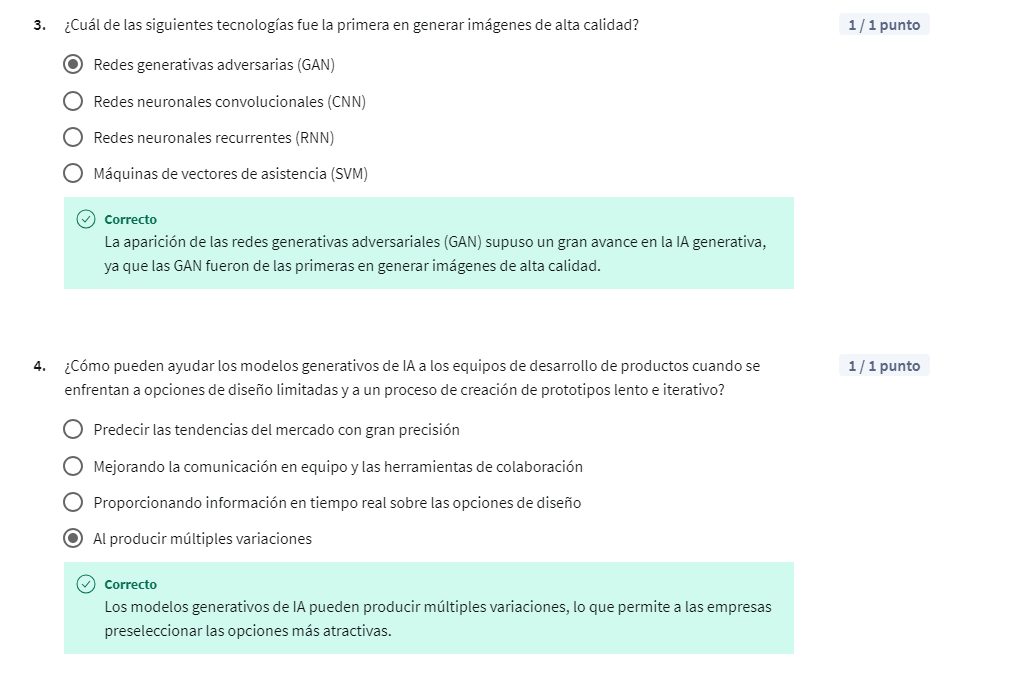 3. ¿Cuál de las siguientes tecnologías fue la primera en generar imágenes de alta calidad?
1 / 1 punto
Redes generativas adversarias (GAN)
Redes neuronales convolucionales (CNN)
Redes neuronales recurrentes (RNN)
Máquinas de vectores de asistencia (SVM)
Correcto
La aparición de las redes generativas adversariales (GAN) supuso un gran avance en la IA generativa,
ya que las GAN fueron de las primeras en generar imágenes de alta calidad.
4. ¿Cómo pueden ayudar los modelos generativos de IA a los equipos de desarrollo de productos cuando se
1 / 1 punto
enfrentan a opciones de diseño limitadas y a un proceso de creación de prototipos lento e iterativo?
Predecir las tendencias del mercado con gran precisión
Mejorando la comunicación en equipo y las herramientas de colaboración
Proporcionando información en tiempo real sobre las opciones de diseño
Al producir múltiples variaciones
Correcto
Los modelos generativos de IA pueden producir múltiples variaciones, lo que permite a las empresas
preseleccionar las opciones más atractivas.